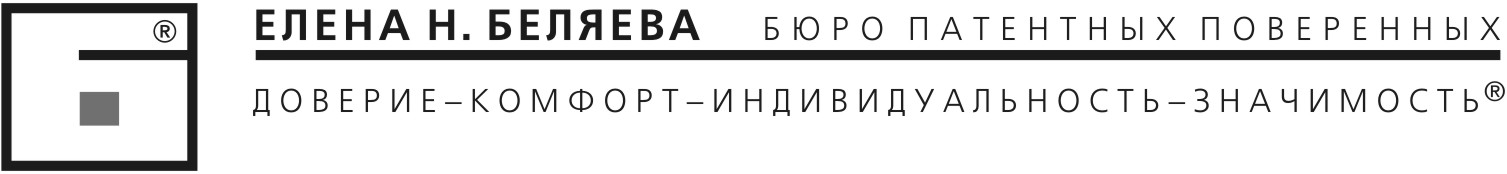 ®
ЕЛЕНА Н. БЕЛЯЕВА БЮРО ПАТЕНТНЫХ ПОВЕРЕННЫХ
ДОВЕРИЕ–КОМФОРТ–ИНДИВИДУАЛЬНОСТЬ–ЗНАЧИМОСТЬ®